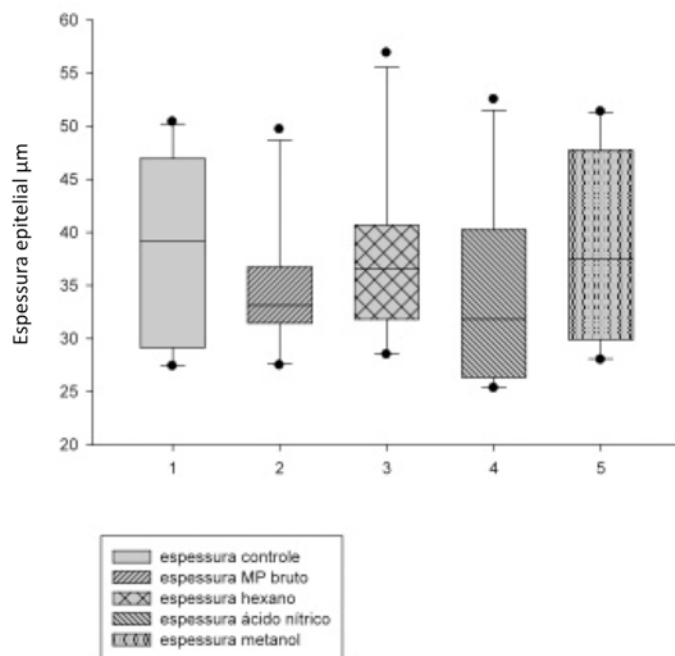 Espessura epitelial µm
60
55
50
45
40
35
30
25
20
1 2 3 4 5
espessura controle
espessura MP bruto
espessura hexano
espessura ácido nítrico
espessura metanol